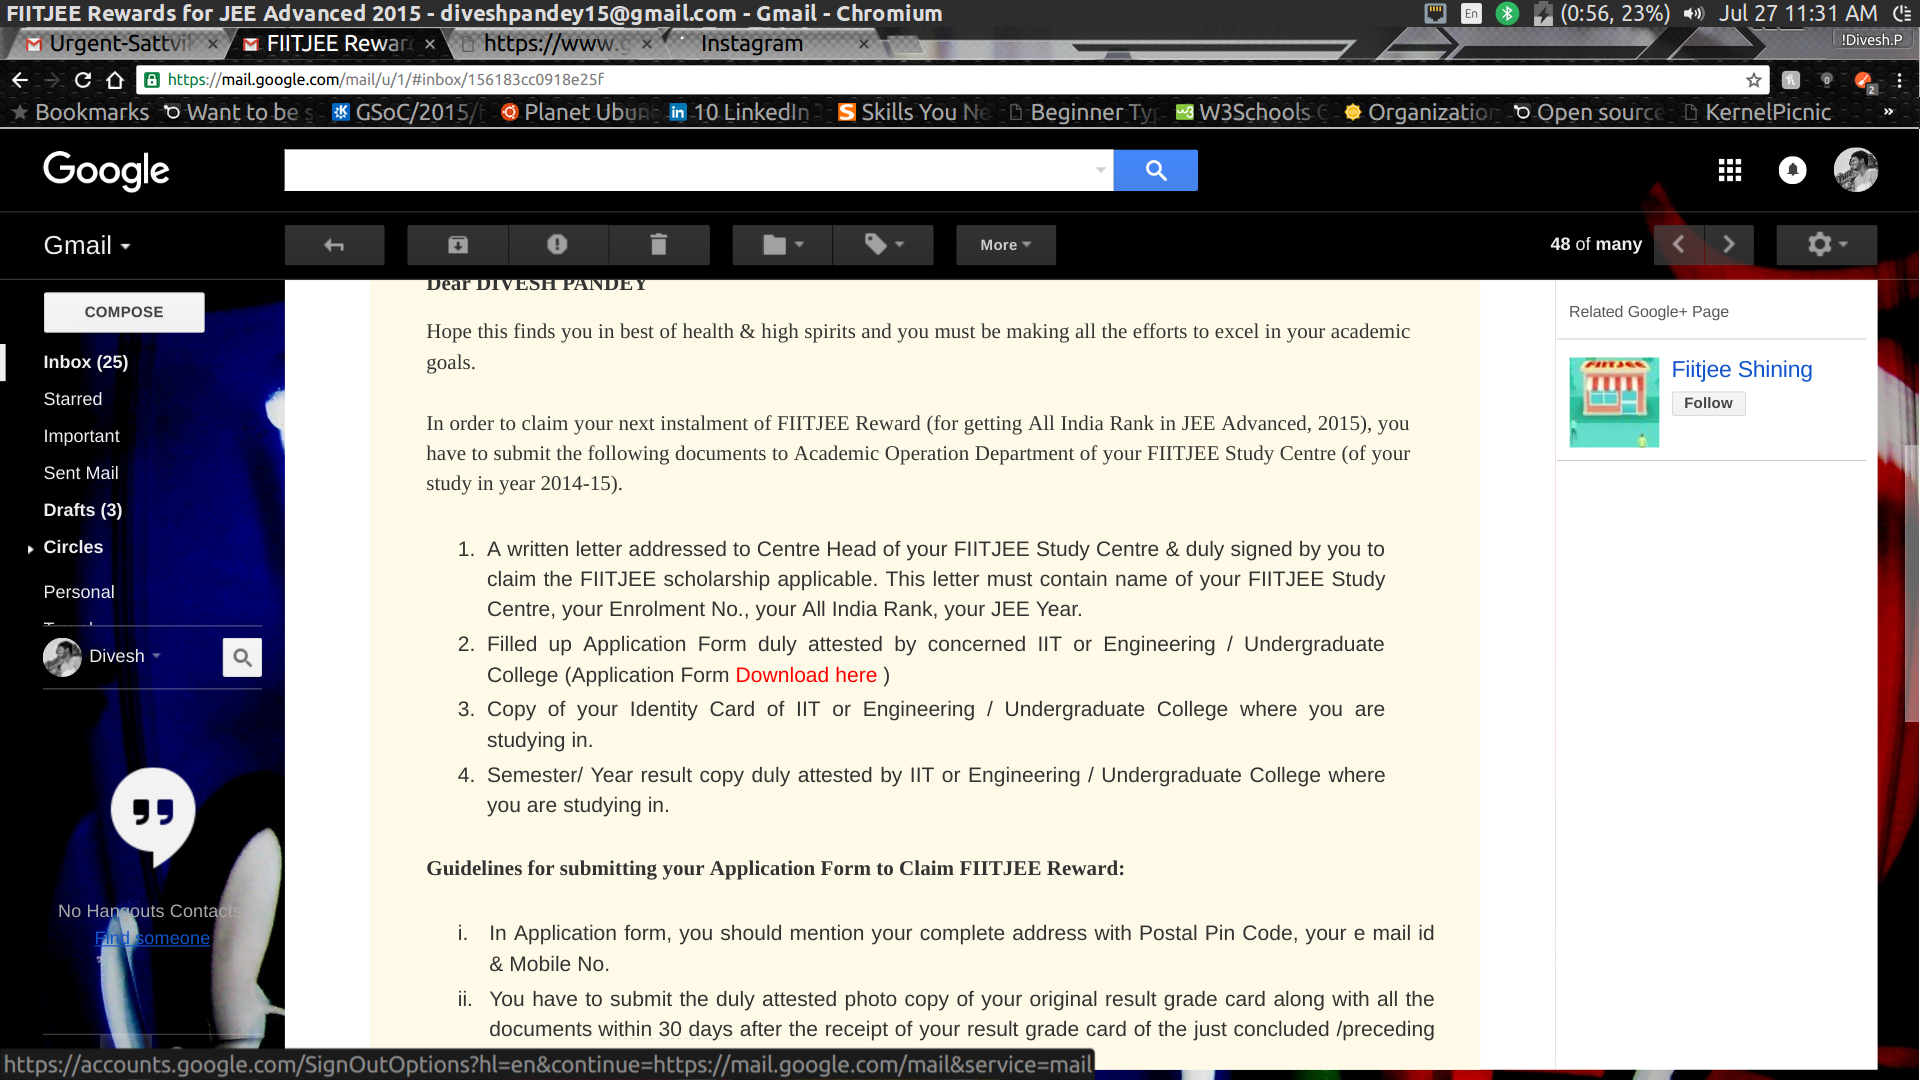 FIITJEE Rewards for JEE Advanced 2015 - diveshpandey15@gmail.com - Gmail - Chromium
En
(0:56, 23%)
Jul 27 11:31 AM
Urgent-Sattvi
FIITJEE Rewar
https://www.g
Instagram
!Divesh.P
https://mail.google.com/mail/u/1/#inbox/156183cc0918e25f
2
Bookmarks
Want to be s
GSoC/2015/
Planet Ubun
10 LinkedIn
Skills You Ne
Beginner Ty
W3Schools
Organization
Open source
KernelPicnic
»
Google
Gmail
More
48 of many
COMPOSE
Inbox (25)
Starred
Important
Sent Mail
Drafts (3)
Circles
Personal
Divesh
No Hangouts Contacts
Find someone
Dear DIVESH PANDEY
Hope this finds you in best of health & high spirits and you must be making all the efforts to excel in your academic
goals.
In order to claim your next instalment of FIITJEE Reward (for getting All India Rank in JEE Advanced, 2015), you
have to submit the following documents to Academic Operation Department of your FIITJEE Study Centre (of your
study in year 2014-15).
1. A written letter addressed to Centre Head of your FIITJEE Study Centre & duly signed by you to
claim the FIITJEE scholarship applicable. This letter must contain name of your FIITJEE Study
Centre, your Enrolment No., your All India Rank, your JEE Year.
2. Filled up Application Form duly attested by concerned IIT or Engineering / Undergraduate
College (Application Form Download here )
3. Copy of your Identity Card of IIT or Engineering / Undergraduate College where you are
studying in.
4. Semester/ Year result copy duly attested by IIT or Engineering / Undergraduate College where
you are studying in.
Guidelines for submitting your Application Form to Claim FIITJEE Reward:
i. In Application form, you should mention your complete address with Postal Pin Code, your e mail id
& Mobile No.
ii. You have to submit the duly attested photo copy of your original result grade card along with all the
documents within 30 days after the receipt of your result grade card of the just concluded /preceding
Related Google+ Page
FIITJEE
Fiitjee Shining
Follow
https://accounts.google.com/SignOutOptions?hl=en&continue=https://mail.google.com/mail&service=mail